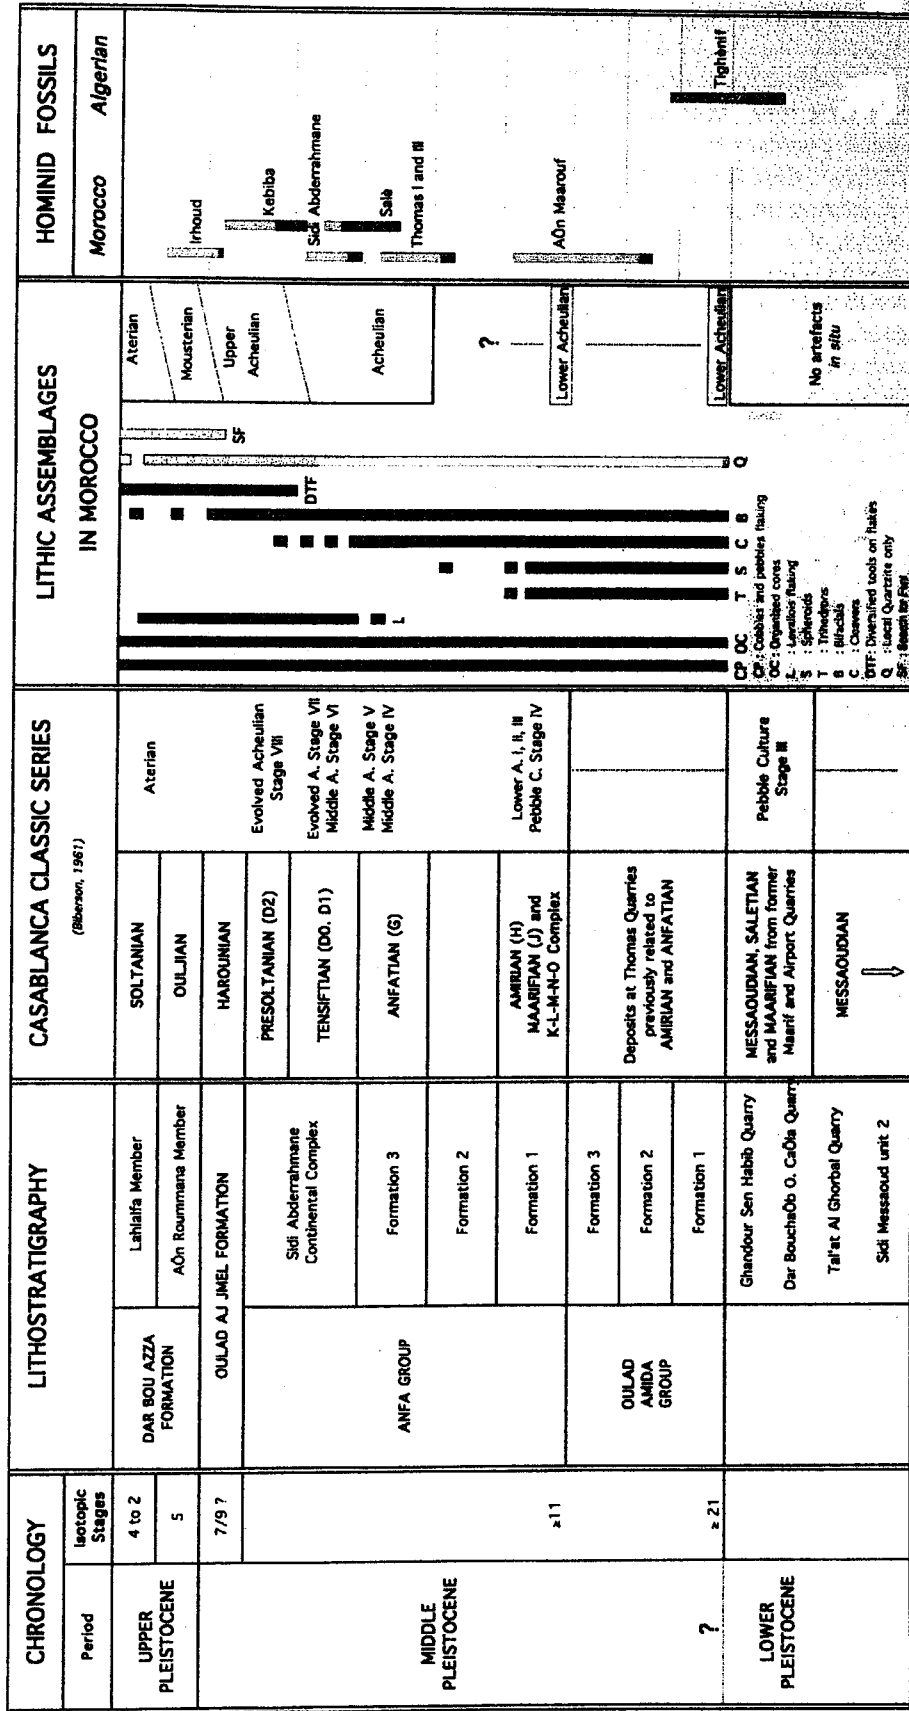 CHRONOLOGY
Period
Isotopic
Stages
UPPER
PLEISTOCENE
4 to 2
5
7/9 ?
MIDDLE
PLEISTOCENE
≥11
≥ 21
?
LOWER
PLEISTOCENE
LITHOSTRATIGRAPHY
DAR BOU AZZA
FORMATION
Lahlalfa Member
AÛn Roummana Member
OULAD AJ JMEL FORMATION
ANFA GROUP
Sidi Abderrahmane
Continental Complex
Formation 3
Formation 2
Formation 1
OULAD
AMIDA
GROUP
Formation 3
Formation 2
Formation 1
Ghandour Sen Habib Quarry
Dar BouchaÛb O. CaÛla Quarry
Tal'at Al Ghorbal Quarry
Sidi Messaoud unit 2
CASABLANCA CLASSIC SERIES
(Biberson, 1961)
SOLTANIAN
OULJIAN
HAROUNIAN
PRESOLTANIAN (D2)
TENSIFTIAN (D0. D1)
ANFATIAN (G)
AMIRIAN (H)
MAARIFIAN (J) and
K-L-M-N-O Complex
Deposits at Thomas Quarries
previously related to
AMIRIAN and ANFATIAN
MESSAOUDIAN, SALETIAN
and MAARIFIAN from former
Maarif and Airport Quarries
MESSAOUDIAN
Aterian
Evolved Acheulian
Stage VIII
Evolved A. Stage VII
Middle A. Stage VI
Middle A. Stage V
Middle A. Stage IV
Lower A. I, II, III
Pebble C. Stage IV
Pebble Culture
Stage III
LITHIC ASSEMBLAGES
IN MOROCCO
CP OC
L
T
S
C
B
DTF
Q
SF
CP : Cobbles and pebbles flaking
OC : Organized cores
L : Levallois flaking
S : Spheroids
T : Trihedrons
B : Bifacials
C : Cleavers
DTF : Diversified tools on flakes
Q : Local Quartzite only
SF : Search for Flint
Aterian
Mousterian
Upper
Acheulian
Acheulian
?
Lower Acheulian
Lower Acheulian
No artefacts
in situ
HOMINID FOSSILS
Morocco Algerian
Irhoud
Kebiba
Sidi Abderrahmane
Salé
Thomas I and III
AÛn Maarouf
Tighenif